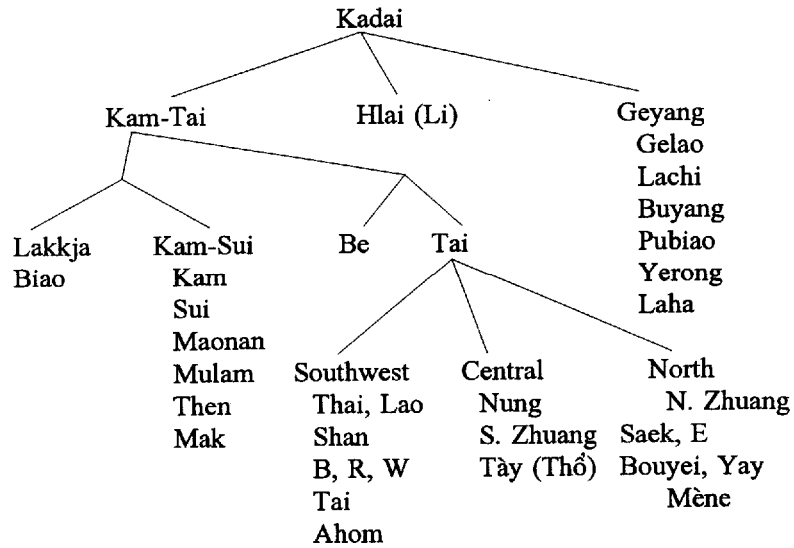 Kadai
Kam-Tai
Hlai (Li)
Geyang
Gelao
Lachi
Buyang
Pubiao
Yerong
Laha
Lakkja
Biao
Kam-Sui
Kam
Sui
Maonan
Mulam
Then
Mak
Be
Tai
Southwest
Thai, Lao
Shan
B, R, W
Tai
Ahom
Central
Nung
S. Zhuang
Tày (Thổ)
North
N. Zhuang
Saek, E
Bouyei, Yay
Mène